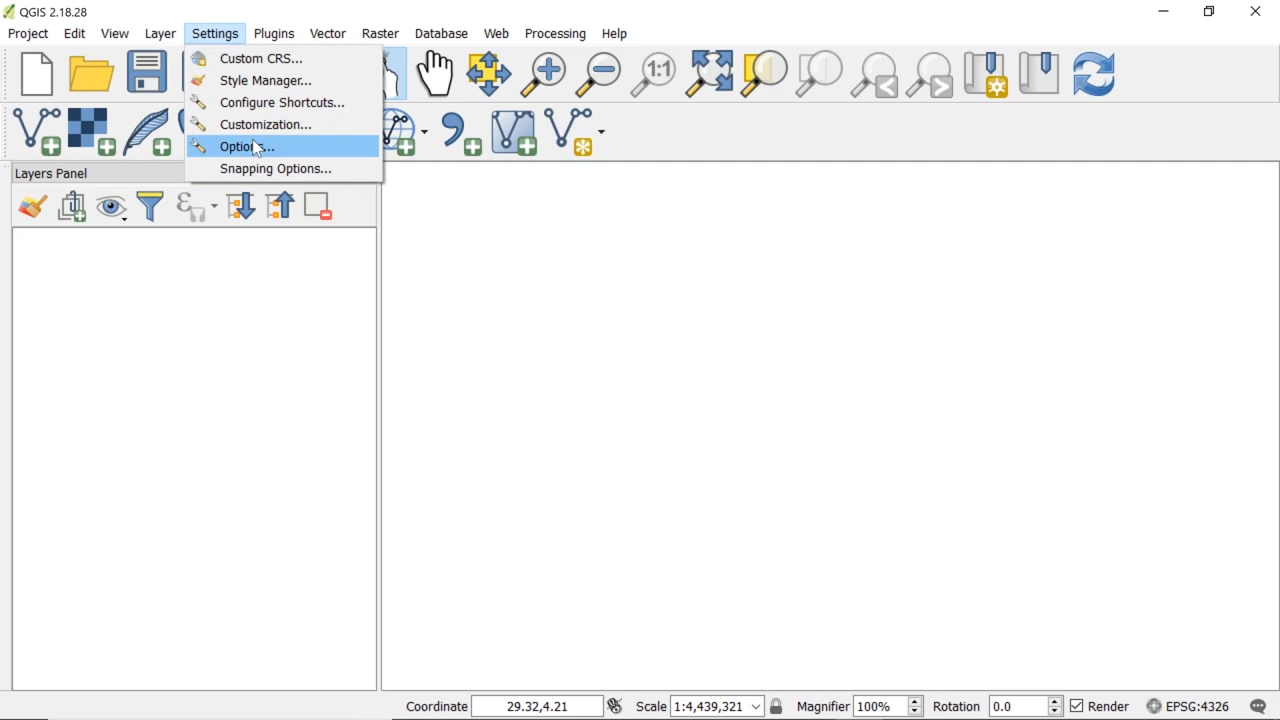 QGIS 2.18.28
Project Edit View Layer Settings Plugins Vector Raster Database Web Processing Help
Custom CRS...
Style Manager...
Configure Shortcuts...
Customization...
Options...
Snapping Options...
1:1
Layers Panel
ε
Coordinate 29.32,4.21 Scale 1:4,439,321 Magnifier 100% Rotation 0.0 Render EPSG:4326